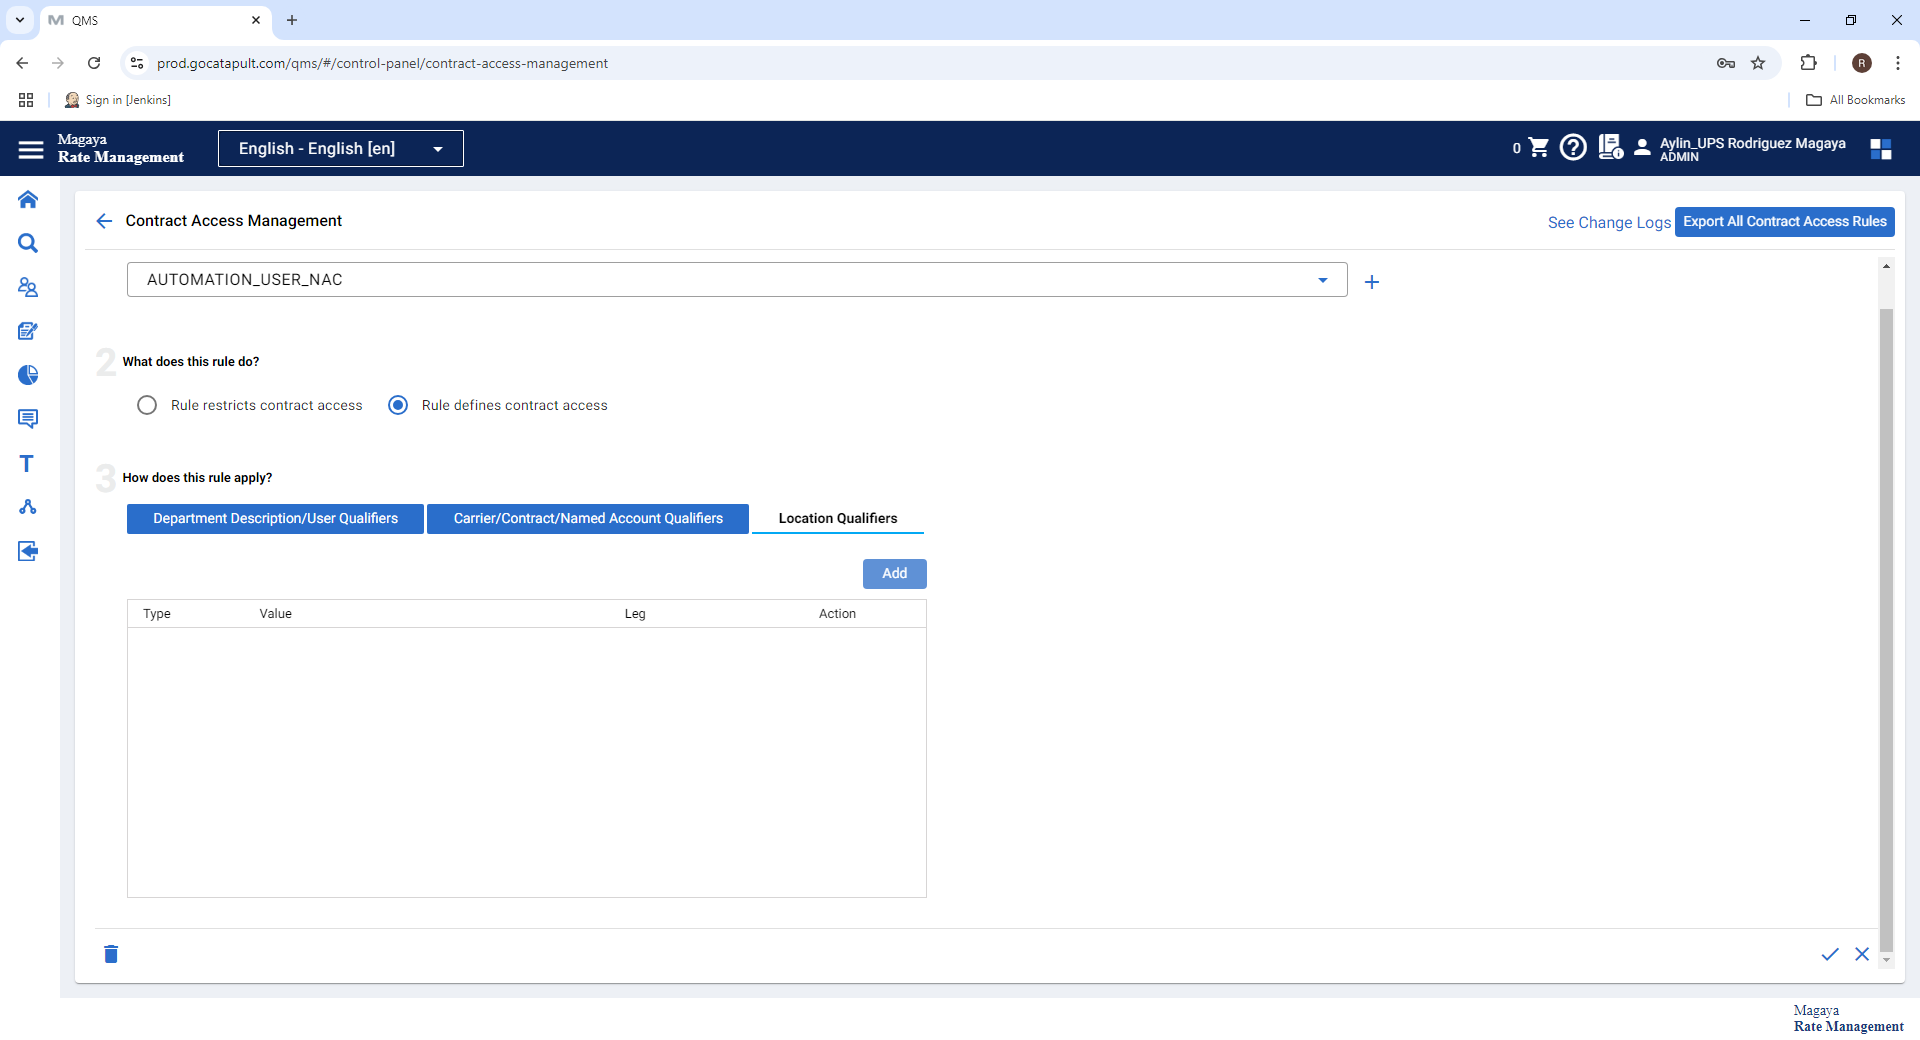 QMS
prod.gocatapult.com/qms/#/control-panel/contract-access-management
R
Sign in [Jenkins]
All Bookmarks
Magaya
Rate Management
English - English [en]
0
Aylin_UPS Rodriguez Magaya
ADMIN
Contract Access Management
See Change Logs
Export All Contract Access Rules
AUTOMATION_USER_NAC
2 What does this rule do?
Rule restricts contract access
Rule defines contract access
3 How does this rule apply?
Department Description/User Qualifiers
Carrier/Contract/Named Account Qualifiers
Location Qualifiers
Add
Type Value Leg Action
Magaya
Rate Management